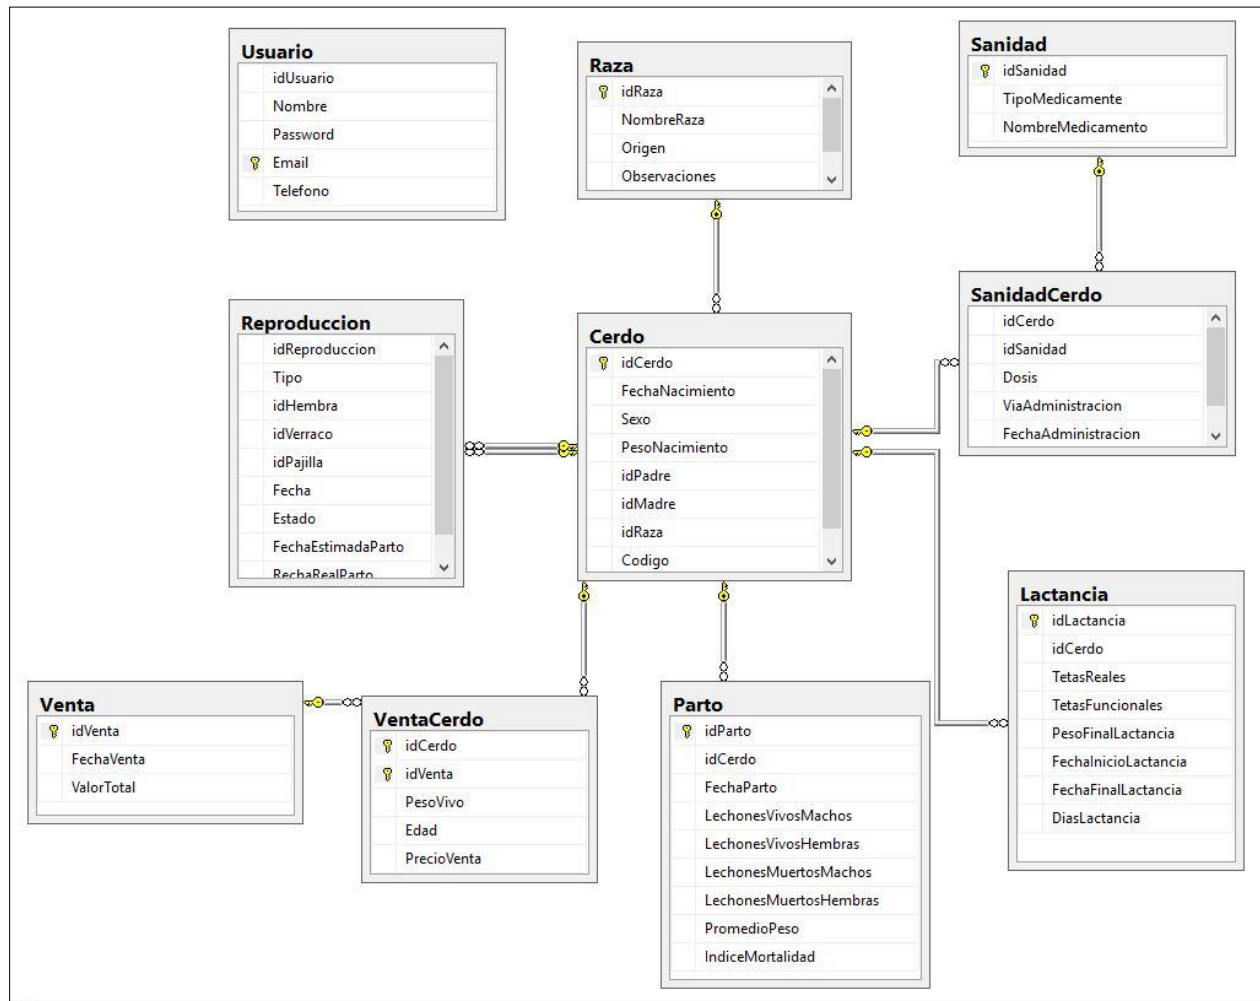 Usuario
idUsuario
Nombre
Password
Email
Telefono
Raza
idRaza
NombreRaza
Origen
Observaciones
Sanidad
idSanidad
TipoMedicamente
NombreMedicamento
Reproduccion
idReproduccion
Tipo
idHembra
idVerraco
idPajilla
Fecha
Estado
FechaEstimadaParto
RechaRealParto
Cerdo
idCerdo
FechaNacimiento
Sexo
PesoNacimiento
idPadre
idMadre
idRaza
Codigo
SanidadCerdo
idCerdo
idSanidad
Dosis
ViaAdministracion
FechaAdministracion
Venta
idVenta
FechaVenta
ValorTotal
VentaCerdo
idCerdo
idVenta
PesoVivo
Edad
PrecioVenta
Parto
idParto
idCerdo
FechaParto
LechonesVivosMachos
LechonesVivosHembras
LechonesMuertosMachos
LechonesMuertosHembras
PromedioPeso
IndiceMortalidad
Lactancia
idLactancia
idCerdo
TetasReales
TetasFuncionales
PesoFinalLactancia
FechaInicioLactancia
FechaFinalLactancia
DiasLactancia